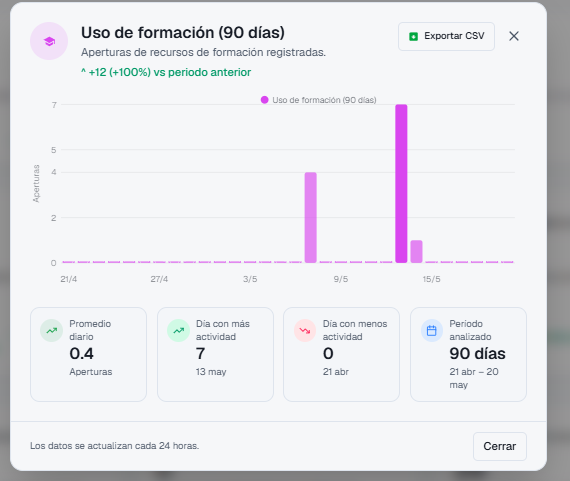 Uso de formación (90 días)
Aperturas de recursos de formación registradas.
^ +12 (+100%) vs periodo anterior
Exportar CSV
Uso de formación (90 días)
Aperturas
7
5
4
2
0
21/4
27/4
3/5
9/5
15/5
Promedio
diario
0.4
Aperturas
Día con más
actividad
7
13 may
Día con menos
actividad
0
21 abr
Periodo
analizado
90 días
21 abr – 20
may
Los datos se actualizan cada 24 horas.
Cerrar